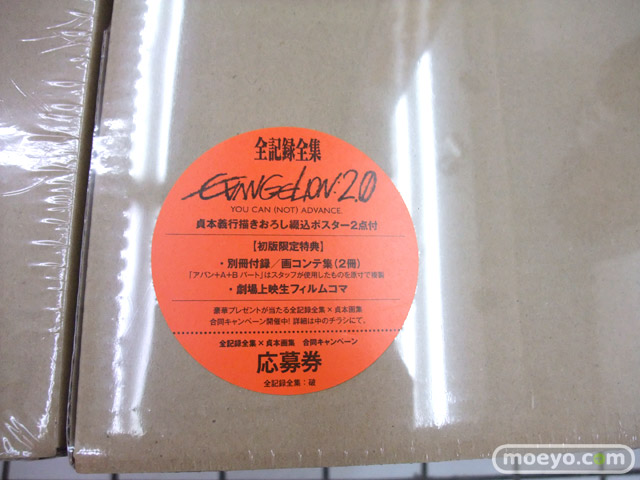 全記録全集
EVANGELION:2.0
YOU CAN (NOT) ADVANCE.
貞本義行描きおろし綴込ポスター2点付
【初版限定特典】
・別冊付録／画コンテ集(2冊)
「アバン+A+B パート」はスタッフが使用したものを原寸で複製
・劇場上映生フィルムコマ
豪華プレゼントが当たる全記録全集×貞本画集
合同キャンペーン開催中!詳細は中のチラシにて。
全記録全集×貞本画集 合同キャンペーン
応募券
全記録全集：破
moeyo.com